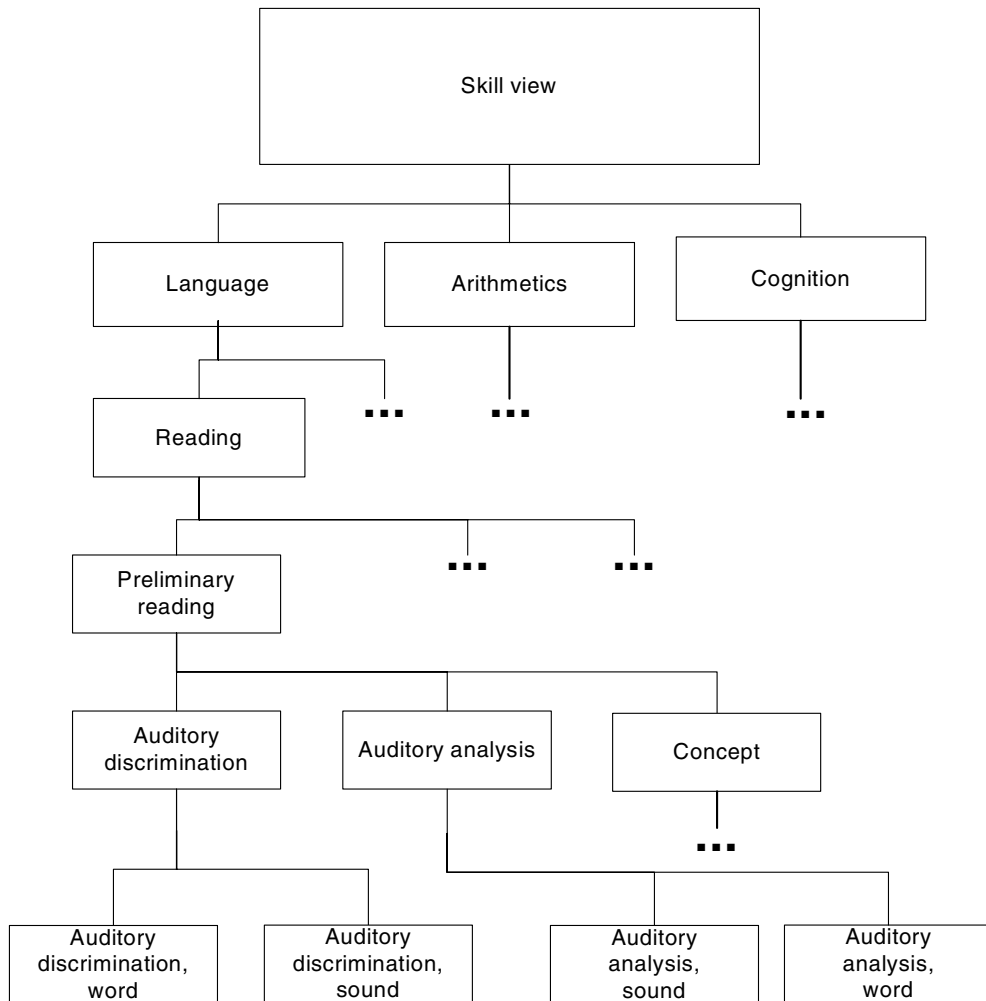 Skill view
Language
Arithmetics
Cognition
...
...
...
Reading
...
...
Preliminary
reading
Auditory
discrimination
Auditory analysis
Concept
...
Auditory
discrimination,
word
Auditory
discrimination,
sound
Auditory
analysis,
sound
Auditory
analysis,
word